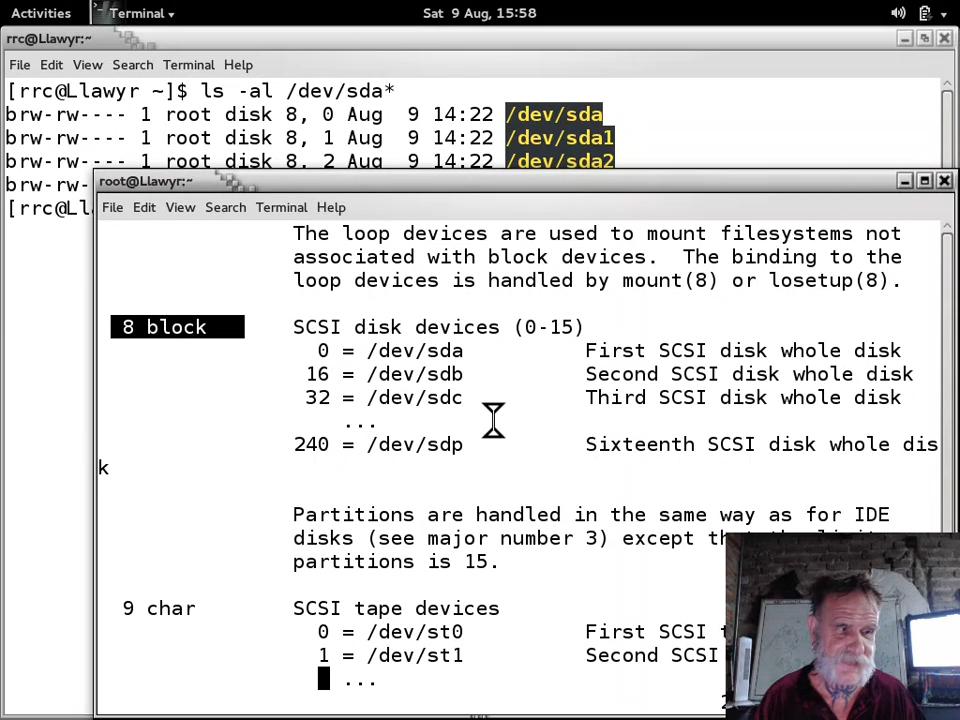 Activities Terminal Sat 9 Aug, 15:58
rrc@Llawyr:~
File Edit View Search Terminal Help
[rrc@Llawyr ~]$ ls -al /dev/sda*
brw-rw---- 1 root disk 8, 0 Aug  9 14:22 /dev/sda
brw-rw---- 1 root disk 8, 1 Aug  9 14:22 /dev/sda1
brw-rw---- 1 root disk 8, 2 Aug  9 14:22 /dev/sda2
brw-rw-
[rrc@Ll
root@Llawyr:~
File Edit View Search Terminal Help
The loop devices are used to mount filesystems not
associated with block devices.  The binding to the
loop devices is handled by mount(8) or losetup(8).
8 block SCSI disk devices (0-15)
0 = /dev/sda First SCSI disk whole disk
16 = /dev/sdb Second SCSI disk whole disk
32 = /dev/sdc Third SCSI disk whole disk
...
240 = /dev/sdp Sixteenth SCSI disk whole dis
k
Partitions are handled in the same way as for IDE
disks (see major number 3) except
partitions is 15.
9 char SCSI tape devices
0 = /dev/st0 First SCSI
1 = /dev/st1 Second SCSI
...